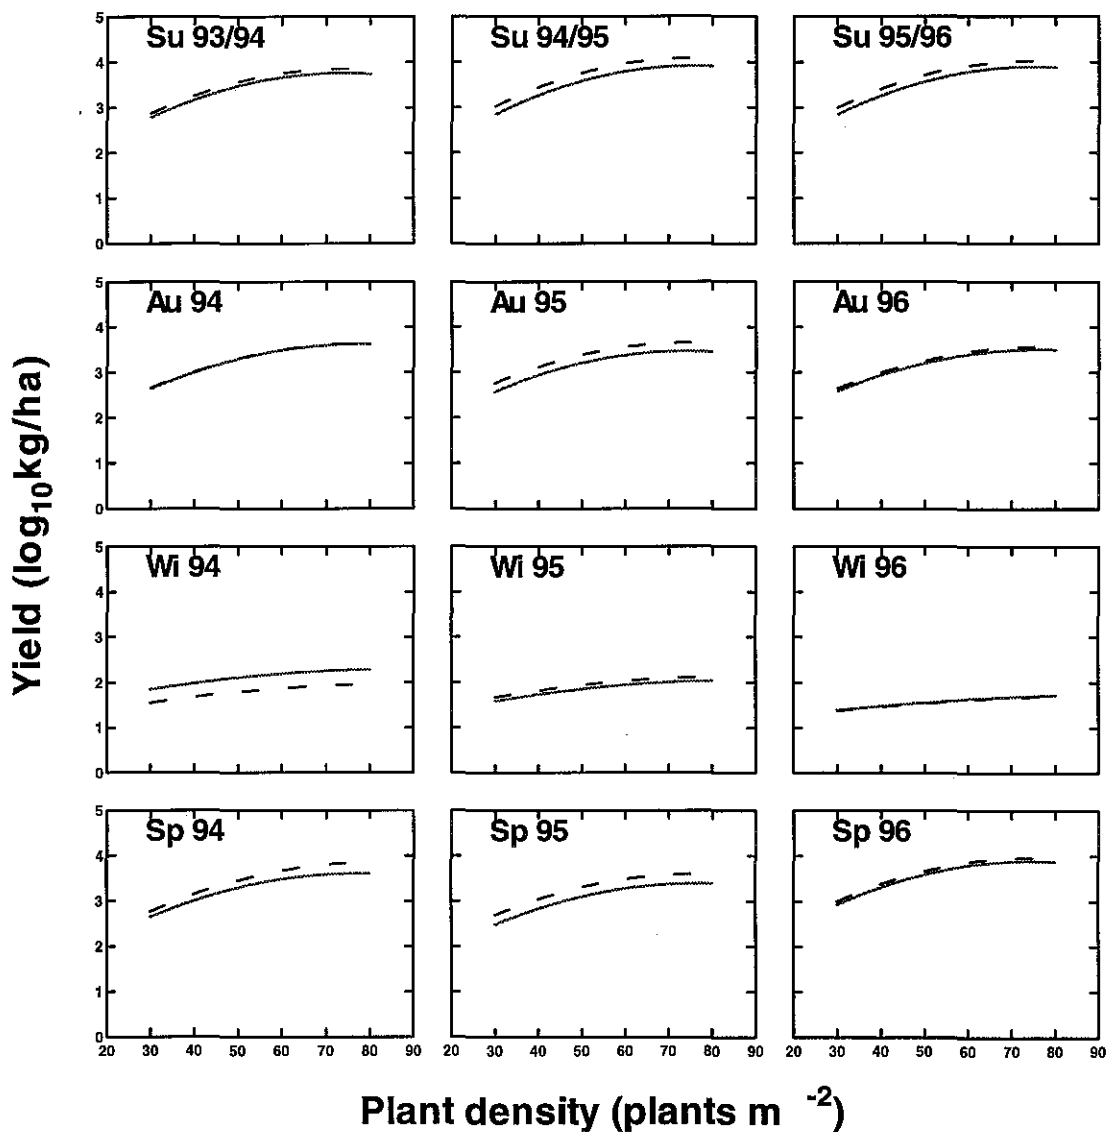 Su 93/94
Su 94/95
Su 95/96
5
4
3
2
1
0
20
Au 94
Au 95
Au 96
5
4
3
2
1
0
Wi 94
Wi 95
Wi 96
5
4
3
2
1
0
Sp 94
Sp 95
Sp 96
5
4
3
2
1
0
20 30 40 50 60 70 80 90
20 30 40 50 60 70 80 90
20 30 40 50 60 70 80 90
Yield (log10kg/ha)
Plant density (plants m -2)